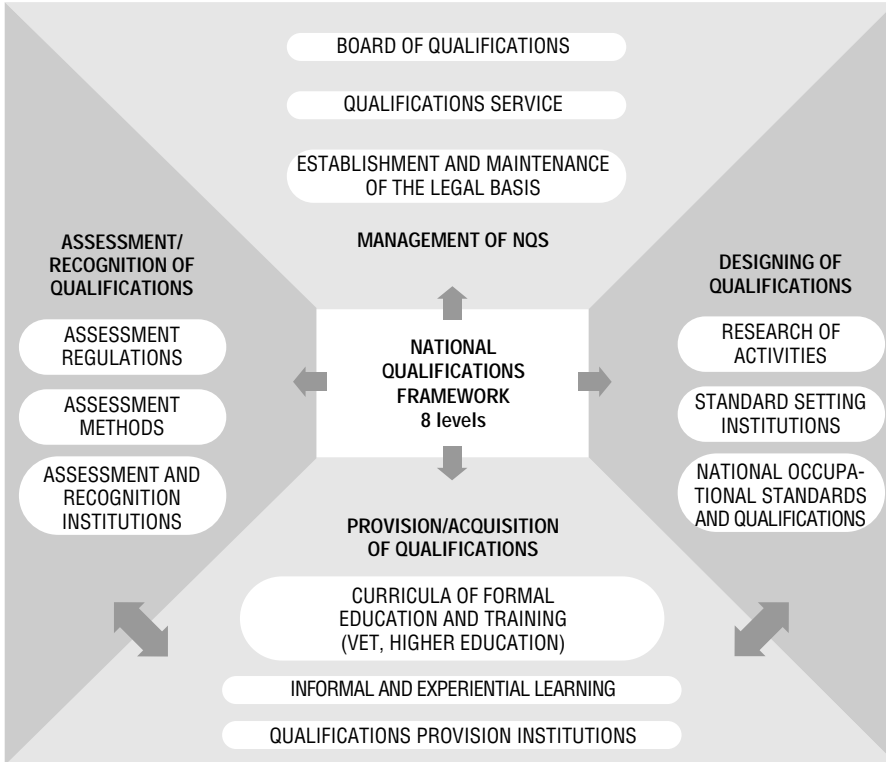 BOARD OF QUALIFICATIONS
QUALIFICATIONS SERVICE
ESTABLISHMENT AND MAINTENANCE
OF THE LEGAL BASIS
MANAGEMENT OF NQS
ASSESSMENT/
RECOGNITION OF
QUALIFICATIONS
ASSESSMENT
REGULATIONS
ASSESSMENT
METHODS
ASSESSMENT AND
RECOGNITION
INSTITUTIONS
NATIONAL
QUALIFICATIONS
FRAMEWORK
8 levels
DESIGNING OF
QUALIFICATIONS
RESEARCH OF
ACTIVITIES
STANDARD SETTING
INSTITUTIONS
NATIONAL OCCUPA-
TIONAL STANDARDS
AND QUALIFICATIONS
PROVISION/ACQUISITION
OF QUALIFICATIONS
CURRICULA OF FORMAL
EDUCATION AND TRAINING
(VET, HIGHER EDUCATION)
INFORMAL AND EXPERIENTIAL LEARNING
QUALIFICATIONS PROVISION INSTITUTIONS